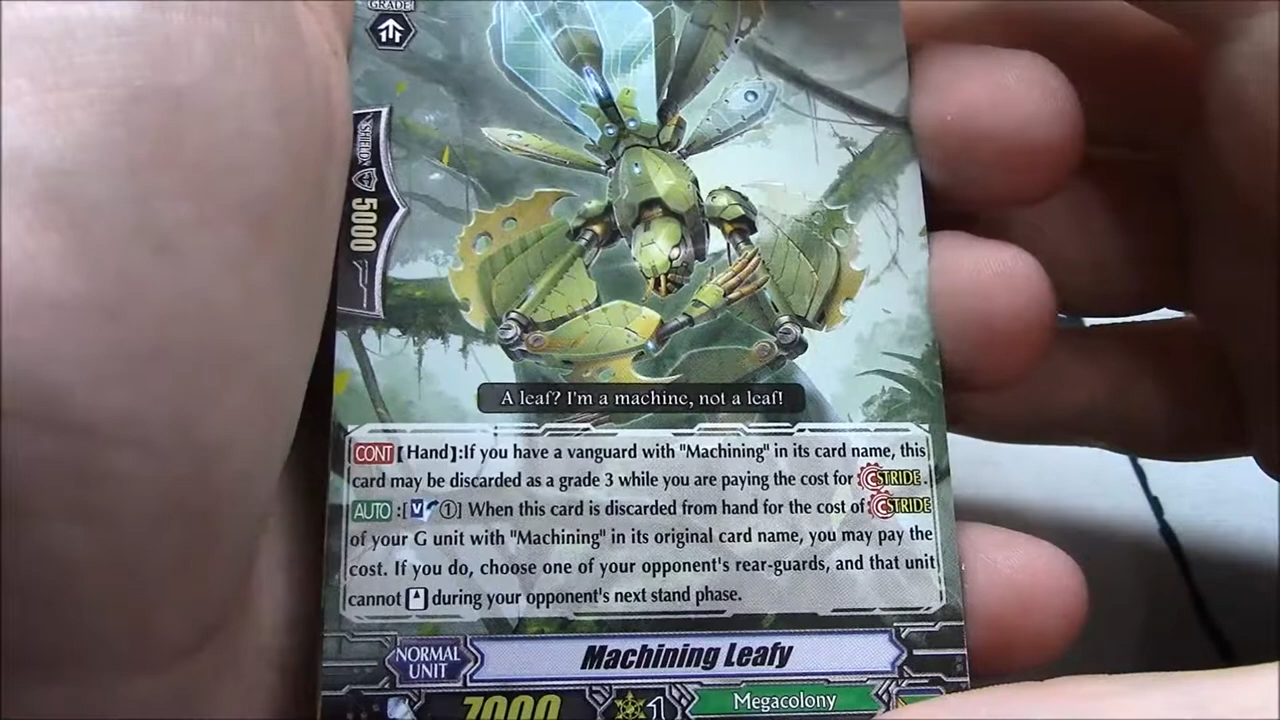 GRADE1
SHIELD 5000
A leaf? I'm a machine, not a leaf!
CONT【Hand】:If you have a vanguard with "Machining" in its card name, this
card may be discarded as a grade 3 while you are paying the cost for STRIDE.
AUTO:[V ①] When this card is discarded from hand for the cost of STRIDE
of your G unit with "Machining" in its original card name, you may pay the
cost. If you do, choose one of your opponent's rear-guards, and that unit
cannot during your opponent's next stand phase.
NORMAL
UNIT
Machining Leafy
7000
1
Megacolony